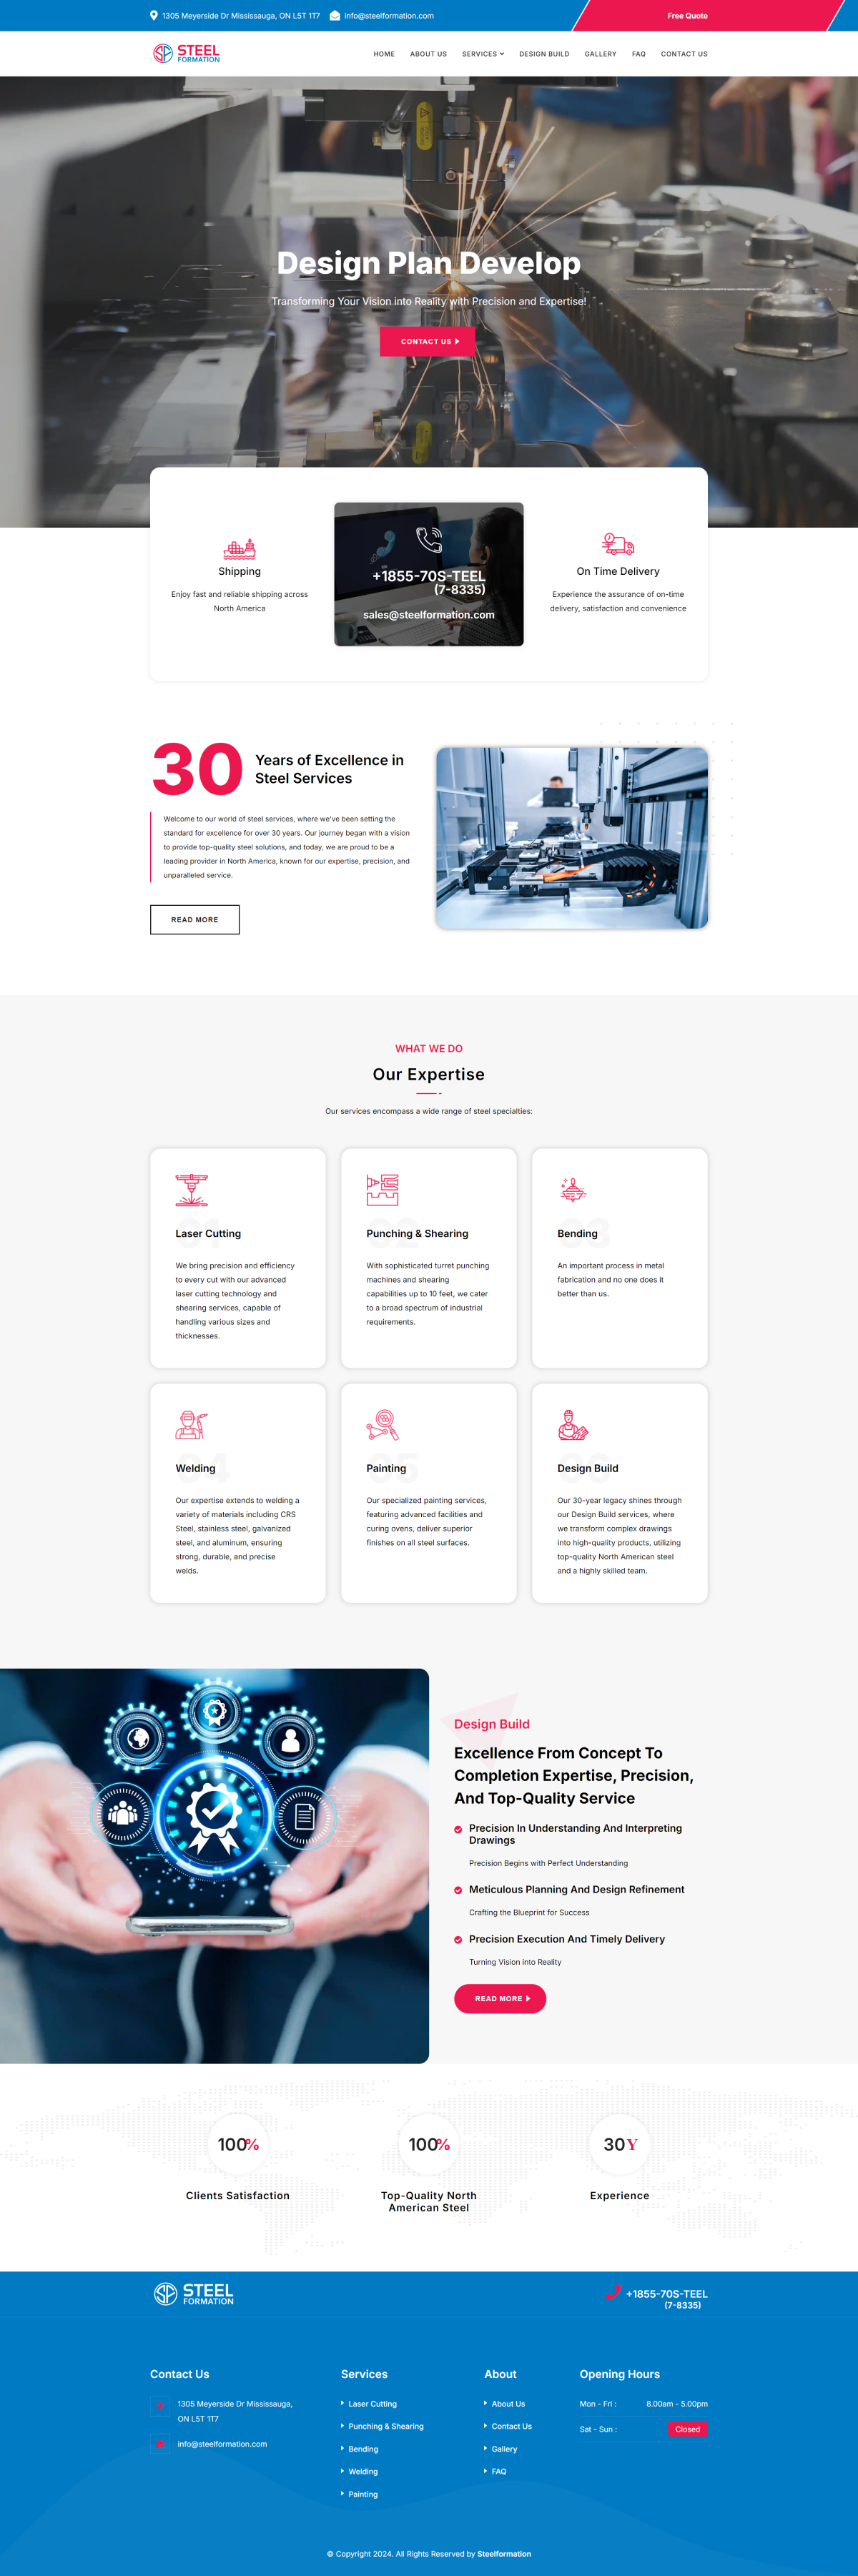 1305 Meyerside Dr Mississauga, ON L5T 1T7 info@steelformation.com Free Quote
STEEL
FORMATION
HOME ABOUT US SERVICES DESIGN BUILD GALLERY FAQ CONTACT US
Design Plan Develop
Transforming Your Vision into Reality with Precision and Expertise!
CONTACT US
Shipping
Enjoy fast and reliable shipping across
North America
+1855-70S-TEEL
(7-8335)
sales@steelformation.com
On Time Delivery
Experience the assurance of on-time
delivery, satisfaction and convenience
30
Years of Excellence in
Steel Services
Welcome to our world of steel services, where we've been setting the
standard for excellence for over 30 years. Our journey began with a vision
to provide top-quality steel solutions, and today, we are proud to be a
leading provider in North America, known for our expertise, precision, and
unparalleled service.
READ MORE
WHAT WE DO
Our Expertise
Our services encompass a wide range of steel specialties:
01
Laser Cutting
We bring precision and efficiency
to every cut with our advanced
laser cutting technology and
shearing services, capable of
handling various sizes and
thicknesses.
02
Punching & Shearing
With sophisticated turret punching
machines and shearing
capabilities up to 10 feet, we cater
to a broad spectrum of industrial
requirements.
03
Bending
An important process in metal
fabrication and no one does it
better than us.
04
Welding
Our expertise extends to welding a
variety of materials including CRS
Steel, stainless steel, galvanized
steel, and aluminum, ensuring
strong, durable, and precise
welds.
05
Painting
Our specialized painting services,
featuring advanced facilities and
curing ovens, deliver superior
finishes on all steel surfaces.
Design Build
Our 30-year legacy shines through
our Design Build services, where
we transform complex drawings
into high-quality products, utilizing
top-quality North American steel
and a highly skilled team.
Design Build
Excellence From Concept To
Completion Expertise, Precision,
And Top-Quality Service
Precision In Understanding And Interpreting
Drawings
Precision Begins with Perfect Understanding
Meticulous Planning And Design Refinement
Crafting the Blueprint for Success
Precision Execution And Timely Delivery
Turning Vision into Reality
READ MORE
100%
Clients Satisfaction
100%
Top-Quality North
American Steel
30Y
Experience
STEEL
FORMATION
+1855-70S-TEEL
(7-8335)
Contact Us
1305 Meyerside Dr Mississauga,
ON L5T 1T7
info@steelformation.com
Services
Laser Cutting
Punching & Shearing
Bending
Welding
Painting
About
About Us
Contact Us
Gallery
FAQ
Opening Hours
Mon - Fri : 8.00am - 5.00pm
Sat - Sun : Closed
© Copyright 2024. All Rights Reserved by Steelformation